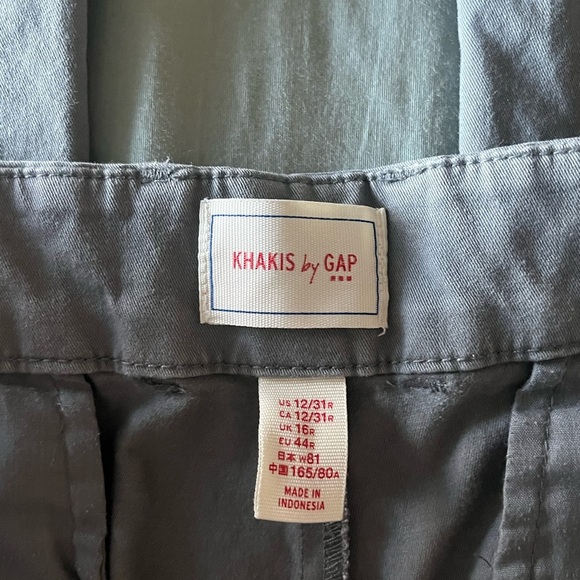 KHAKIS by GAP
US 12/31R
CA 12/31R
UK 16R
EU 44R
日本 W81
中国 165/80A
MADE IN
INDONESIA